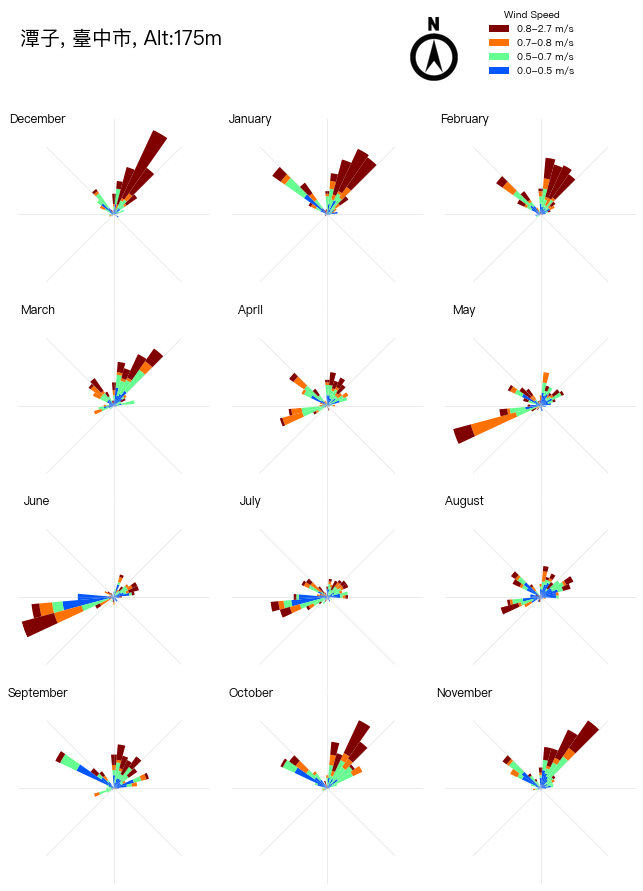 潭子, 臺中市, Alt:175m
N
Wind Speed
0.8–2.7 m/s
0.7–0.8 m/s
0.5–0.7 m/s
0.0–0.5 m/s
December
January
February
March
April
May
June
July
August
September
October
November